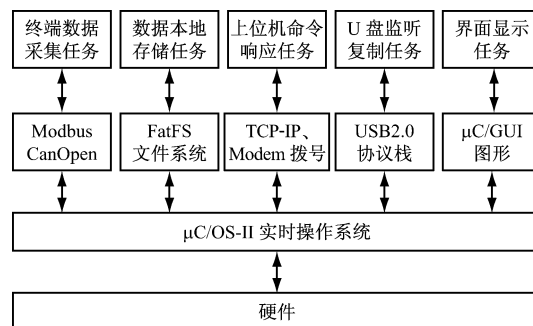 终端数据
采集任务
数据本地
存储任务
上位机命令
响应任务
U 盘监听
复制任务
界面显示
任务
Modbus
CanOpen
FatFS
文件系统
TCP-IP、
Modem 拨号
USB2.0
协议栈
μC/GUI
图形
μC/OS-II 实时操作系统
硬件